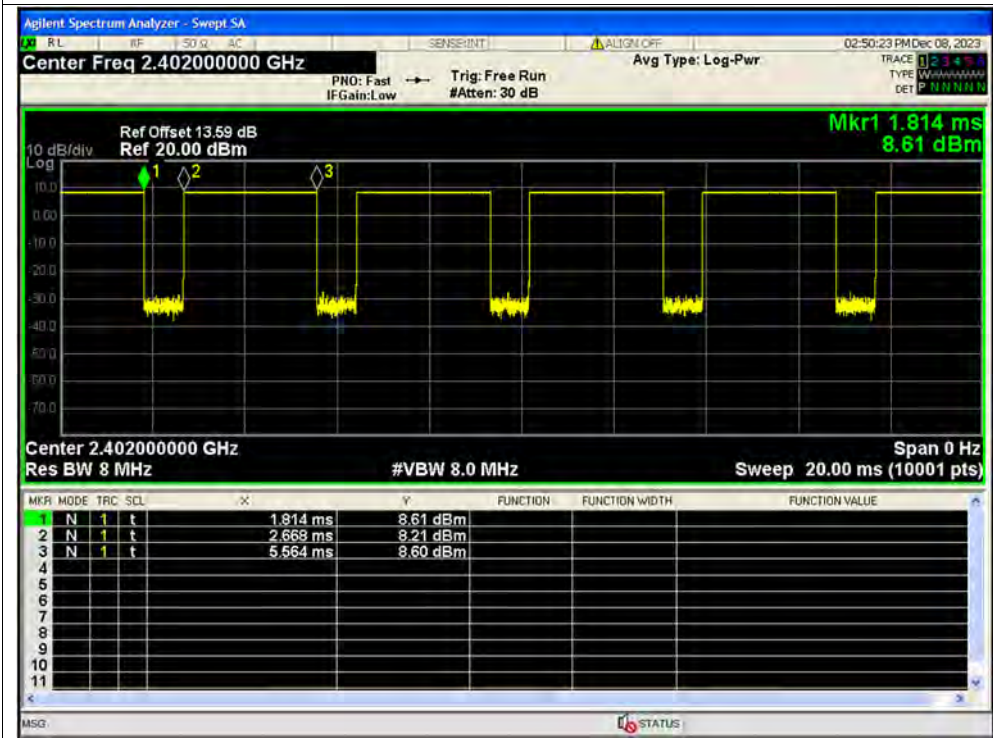 Agilent Spectrum Analyzer - Swept SA
RL RF 50 Ω AC SENSE:INT ALIGN OFF 02:50:23 PM Dec 08, 2023
Center Freq 2.402000000 GHz Avg Type: Log-Pwr TRACE 1 2 3 4 5 6
PNO: Fast Trig: Free Run TYPE W
IFGain:Low #Atten: 30 dB DET P N N N N N
Mkr1 1.814 ms
Ref Offset 13.59 dB
10 dB/div Ref 20.00 dBm 8.61 dBm
Log
1 2 3
10.0
0.00
-10.0
-20.0
-30.0
-40.0
-50.0
-60.0
-70.0
Center 2.402000000 GHz Span 0 Hz
Res BW 8 MHz #VBW 8.0 MHz Sweep 20.00 ms (10001 pts)
MKR MODE TRC SCL X Y FUNCTION FUNCTION WIDTH FUNCTION VALUE
1 N 1 t 1.814 ms 8.61 dBm
2 N 1 t 2.668 ms 8.21 dBm
3 N 1 t 5.564 ms 8.60 dBm
4
5
6
7
8
9
10
11
MSG STATUS